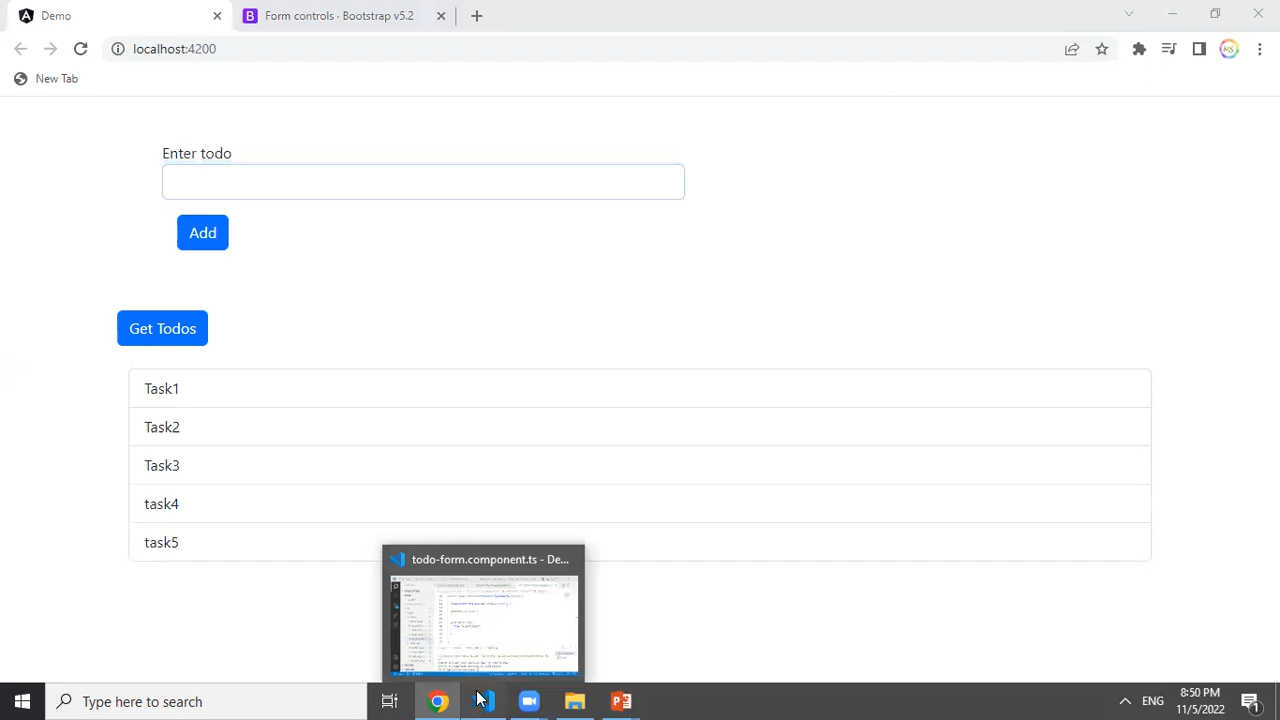 Demo
Form controls · Bootstrap v5.2
localhost:4200
New Tab
Enter todo
Add
Get Todos
Task1
Task2
Task3
task4
task5
todo-form.component.ts - De...
Type here to search
ENG
8:50 PM
11/5/2022